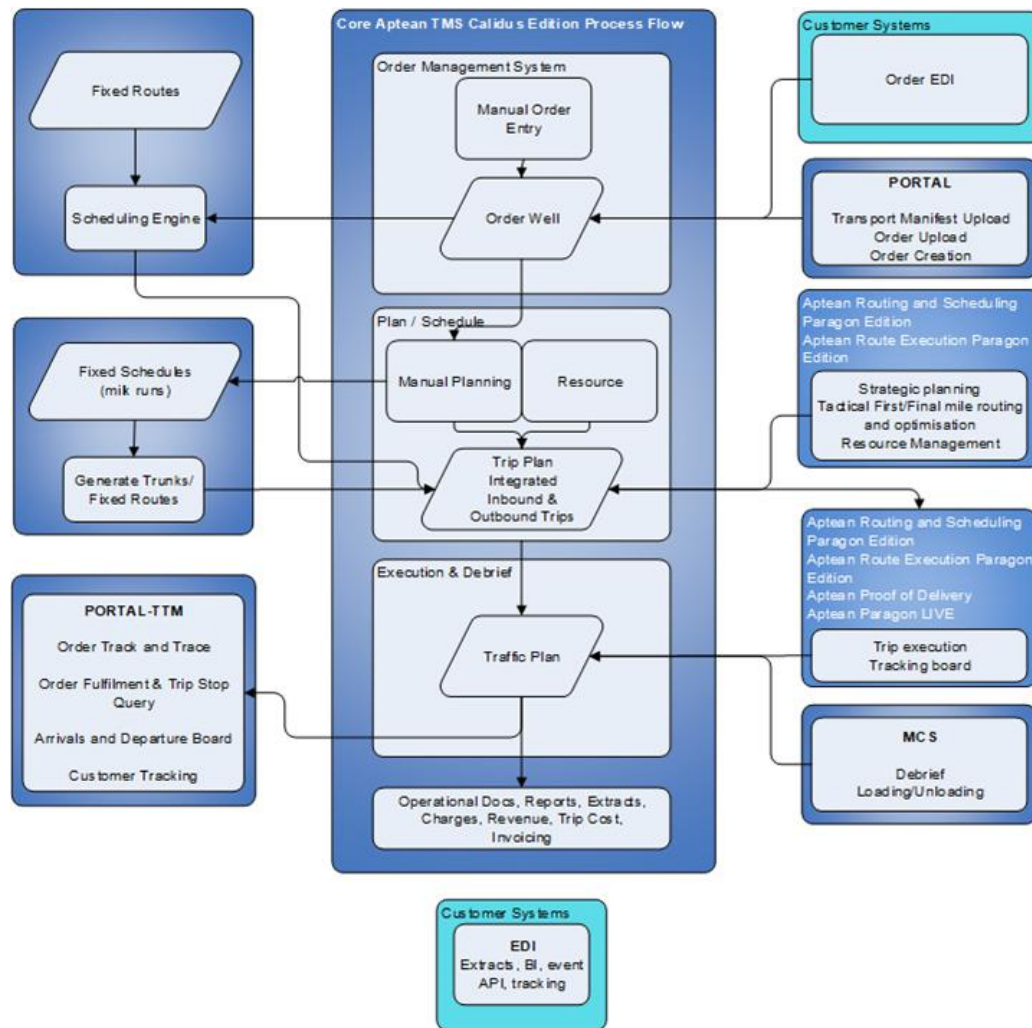 Core Aptean TMS Calidus Edition Process Flow
Fixed Routes
Scheduling Engine
Order Management System
Manual Order
Entry
Order Well
Customer Systems
Order EDI
PORTAL
Transport Manifest Upload
Order Upload
Order Creation
Plan / Schedule
Manual Planning
Resource
Trip Plan
Integrated
Inbound &
Outbound Trips
Fixed Schedules
(milk runs)
Generate Trunks/
Fixed Routes
Aptean Routing and Scheduling
Paragon Edition
Aptean Route Execution Paragon
Edition
Strategic planning
Tactical First/Final mile routing
and optimisation
Resource Management
Aptean Routing and Scheduling
Paragon Edition
Aptean Route Execution Paragon
Edition
Aptean Proof of Delivery
Aptean Paragon LIVE
Trip execution
Tracking board
Execution & Debrief
Traffic Plan
PORTAL-TTM
Order Track and Trace
Order Fulfilment & Trip Stop
Query
Arrivals and Departure Board
Customer Tracking
MCS
Debrief
Loading/Unloading
Operational Docs, Reports, Extracts,
Charges, Revenue, Trip Cost,
Invoicing
Customer Systems
EDI
Extracts, BI, event
API, tracking